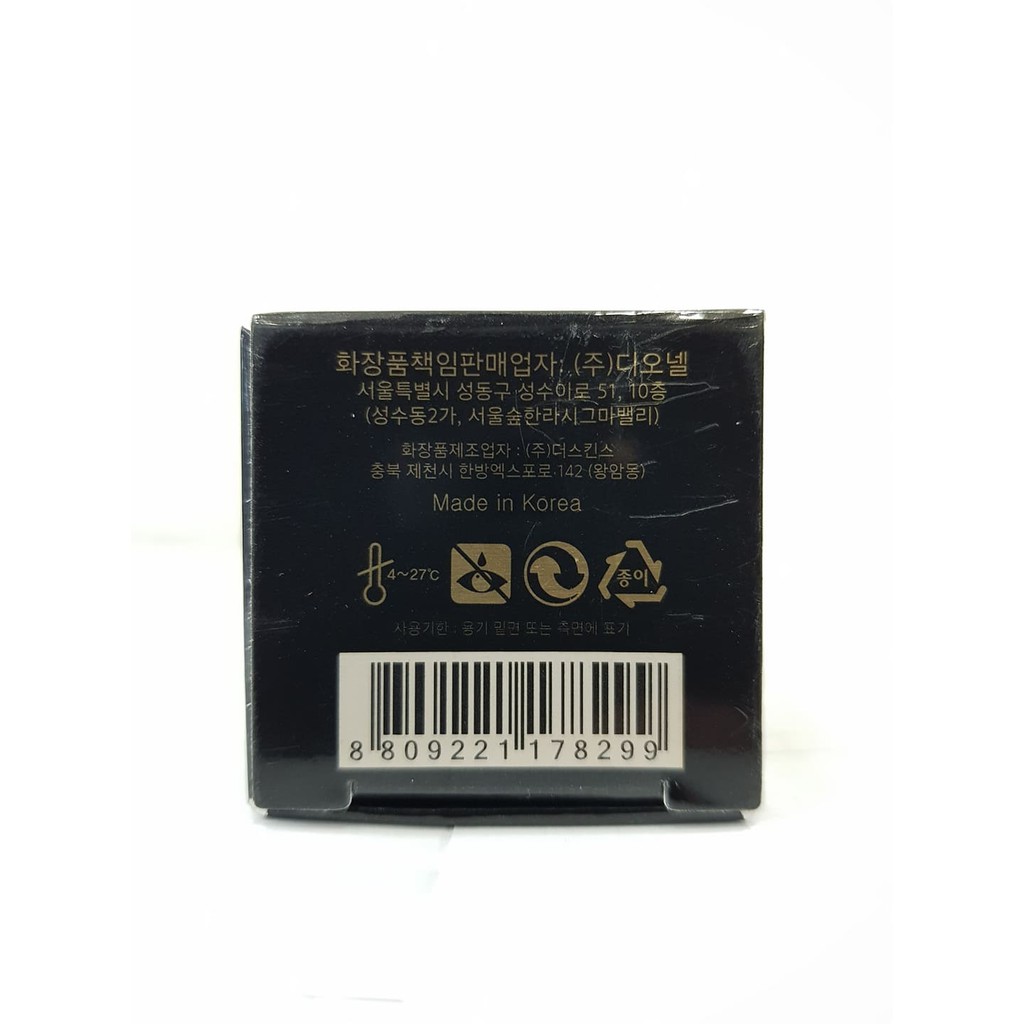 화장품책임판매업자: (주)다오넬
서울특별시 성동구 성수이로 51, 10층
(성수동2가, 서울숲한라시그마밸리)
화장품제조업자 : (주)더스킨스
충북 제천시 한방엑스포로 142 (왕암동)
Made in Korea
4~27℃
종이
사용기한 : 용기 밑면 또는 측면에 표기
8 809221 178299